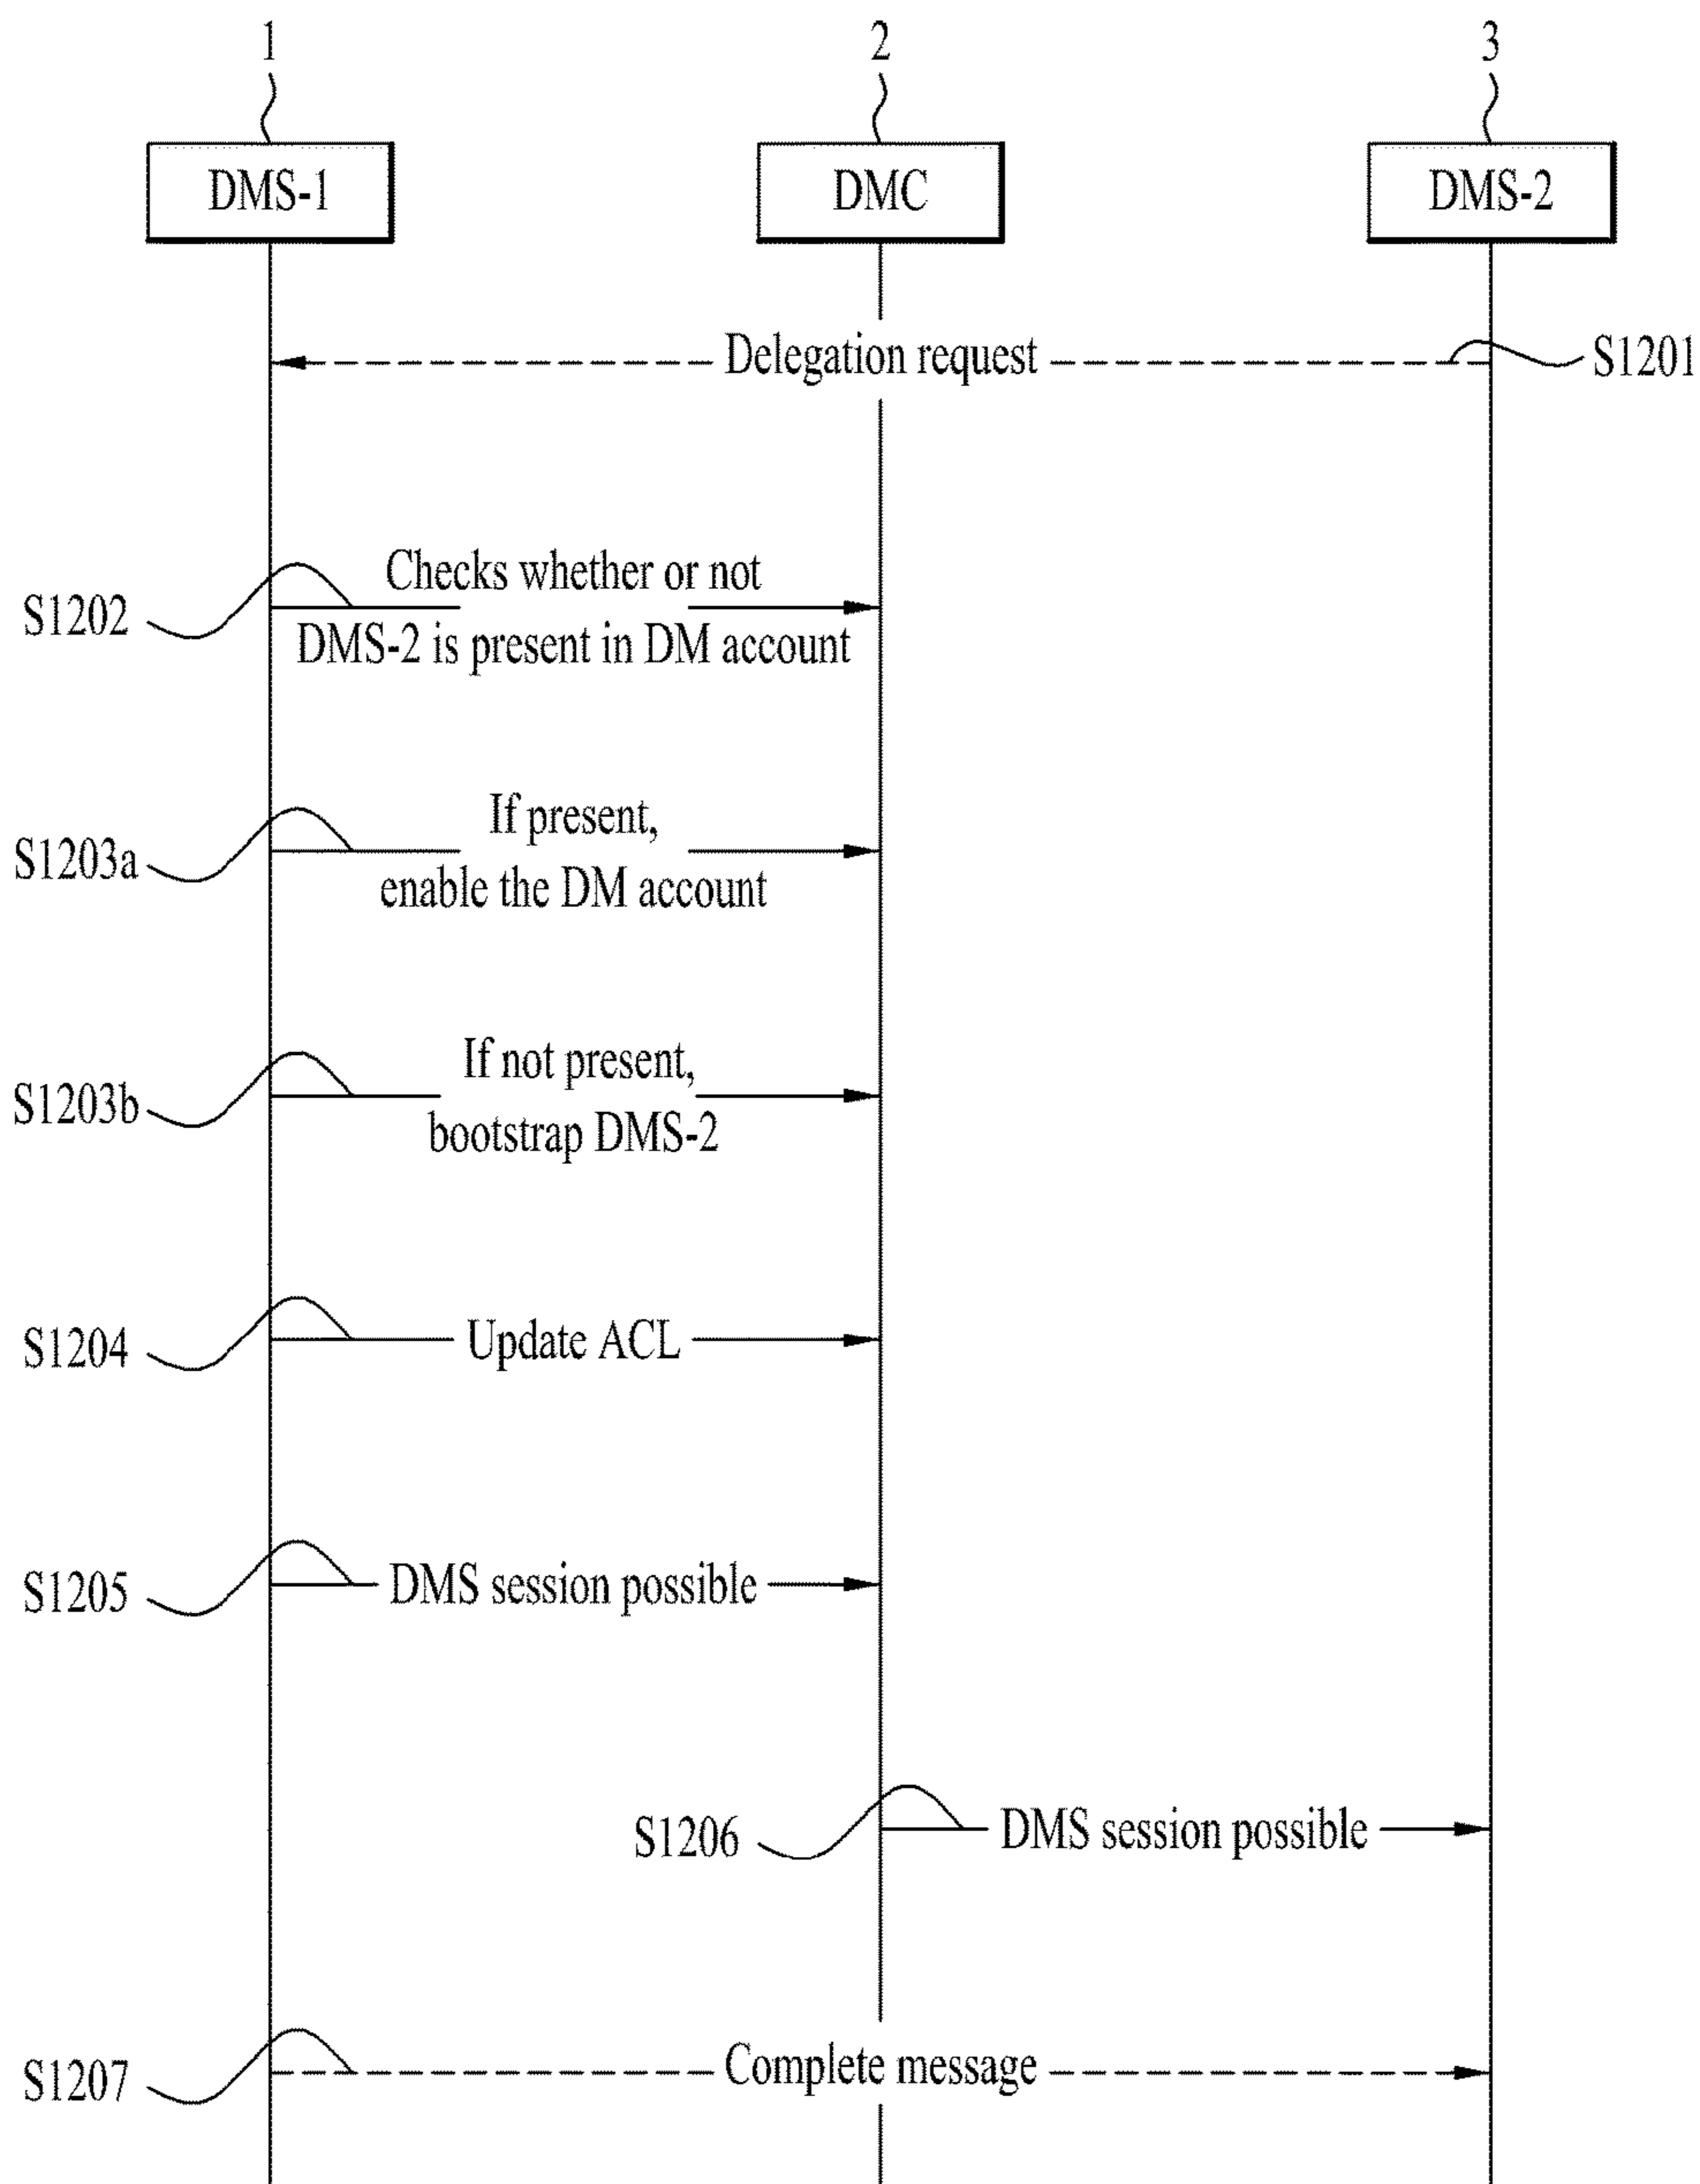 1
2
3
DMS-1
DMC
DMS-2
Delegation request
S1201
Checks whether or not
S1202
DMS-2 is present in DM account
If present,
S1203a
enable the DM account
If not present,
S1203b
bootstrap DMS-2
S1204
Update ACL
S1205
DMS session possible
S1206
DMS session possible
S1207
Complete message